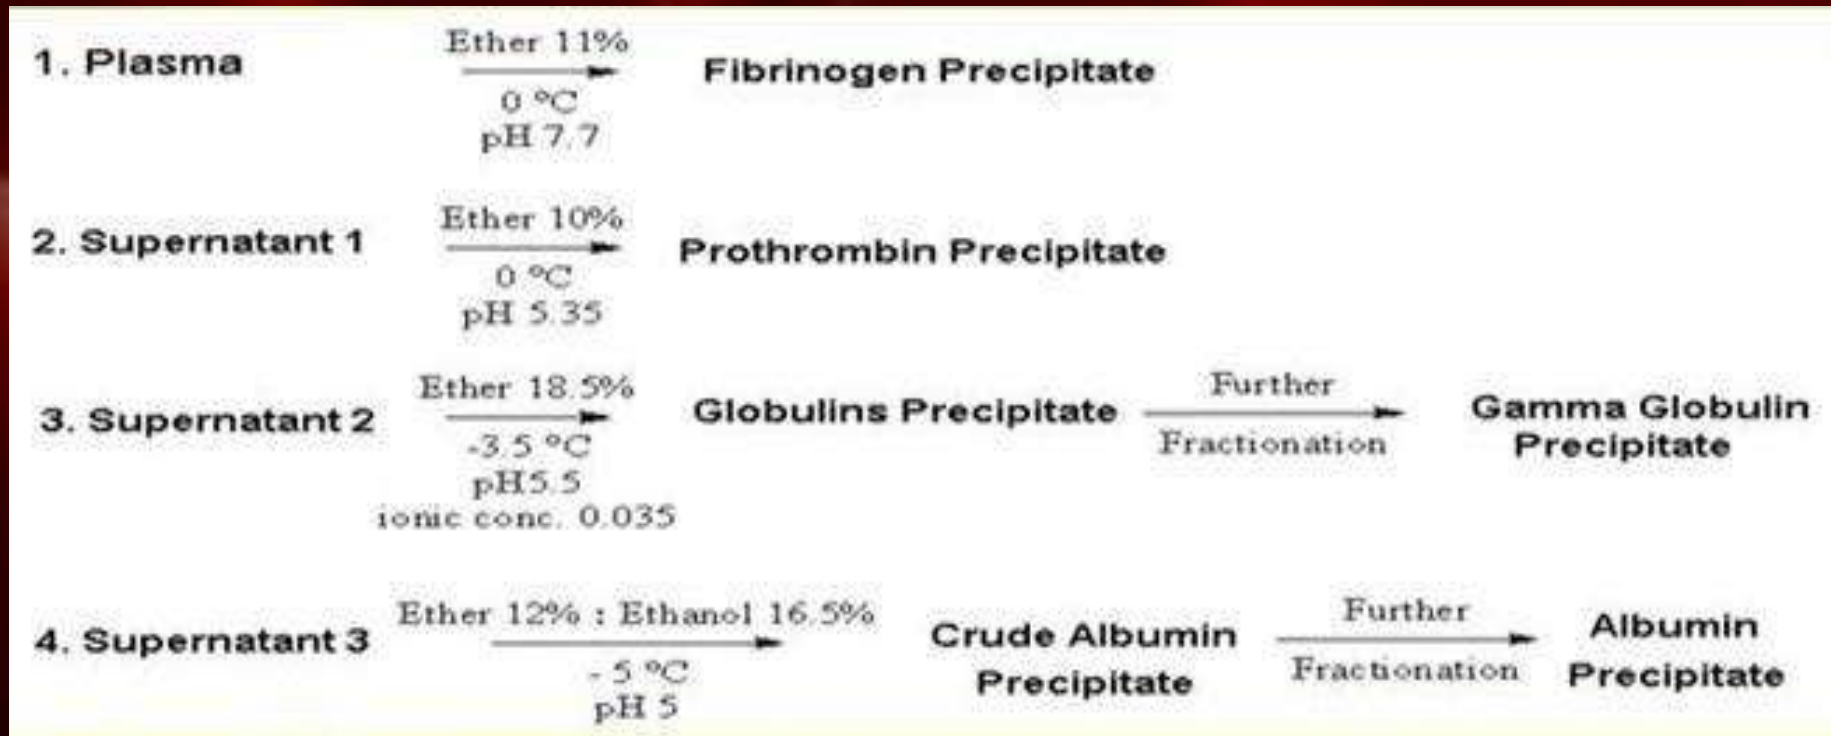 1. Plasma
Ether 11%
0 °C
pH 7.7
Fibrinogen Precipitate
2. Supernatant 1
Ether 10%
0 °C
pH 5.35
Prothrombin Precipitate
3. Supernatant 2
Ether 18.5%
-3.5 °C
pH5.5
ionic conc. 0.035
Globulins Precipitate
Further
Fractionation
Gamma Globulin
Precipitate
4. Supernatant 3
Ether 12% : Ethanol 16.5%
- 5 °C
pH 5
Crude Albumin
Precipitate
Further
Fractionation
Albumin
Precipitate